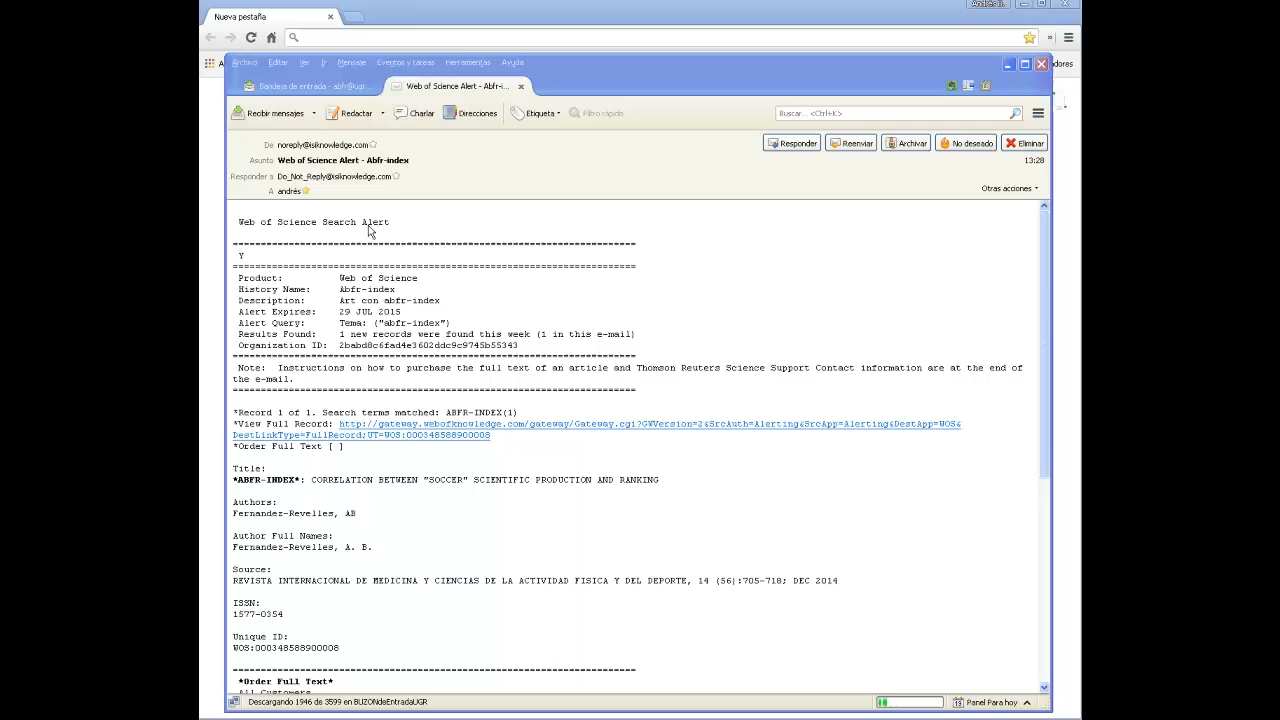 Nueva pestaña
Andrés B.
Archivo Editar Ver Ir Mensaje Eventos y tareas Herramientas Ayuda
Bandeja de entrada - abfr@ugr...
Web of Science Alert - Abfr-i...
Recibir mensajes Redactar Charlar Direcciones Etiqueta Filtro rápido
Buscar... <Ctrl+K>
De noreply@isiknowledge.com
Responder Reenviar Archivar No deseado Eliminar
Asunto Web of Science Alert - Abfr-index
13:28
Responder a Do_Not_Reply@isiknowledge.com
A andrés
Otras acciones
Web of Science Search Alert
========================================================================
Y
========================================================================
Product: Web of Science
History Name: Abfr-index
Description: Art con abfr-index
Alert Expires: 29 JUL 2015
Alert Query: Tema: ("abfr-index")
Results Found: 1 new records were found this week (1 in this e-mail)
Organization ID: 2babd8c6fad4e3602ddc9c9745b55343
========================================================================
Note: Instructions on how to purchase the full text of an article and Thomson Reuters Science Support Contact information are at the end of
the e-mail.
========================================================================
*Record 1 of 1. Search terms matched: ABFR-INDEX(1)
*View Full Record: http://gateway.webofknowledge.com/gateway/Gateway.cgi?GWVersion=2&SrcAuth=Alerting&SrcApp=Alerting&DestApp=WOS&
DestLinkType=FullRecord;UT=WOS:000348588900008
*Order Full Text [ ]
Title:
*ABFR-INDEX*: CORRELATION BETWEEN "SOCCER" SCIENTIFIC PRODUCTION AND RANKING
Authors:
Fernandez-Revelles, AB
Author Full Names:
Fernandez-Revelles, A. B.
Source:
REVISTA INTERNACIONAL DE MEDICINA Y CIENCIAS DE LA ACTIVIDAD FISICA Y DEL DEPORTE, 14 (56):705-718; DEC 2014
ISSN:
1577-0354
Unique ID:
WOS:000348588900008
========================================================================
*Order Full Text*
All Customers
Descargando 1946 de 3599 en BUZONdeEntradaUGR
Panel Para hoy